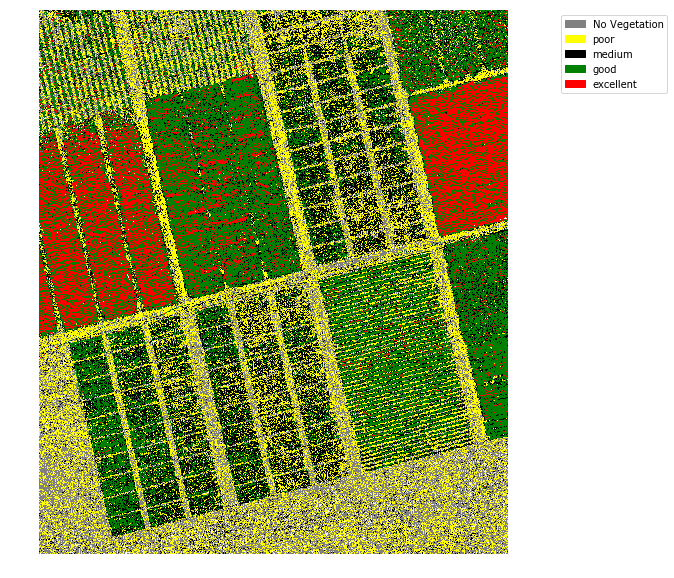 No Vegetation
poor
medium
good
excellent